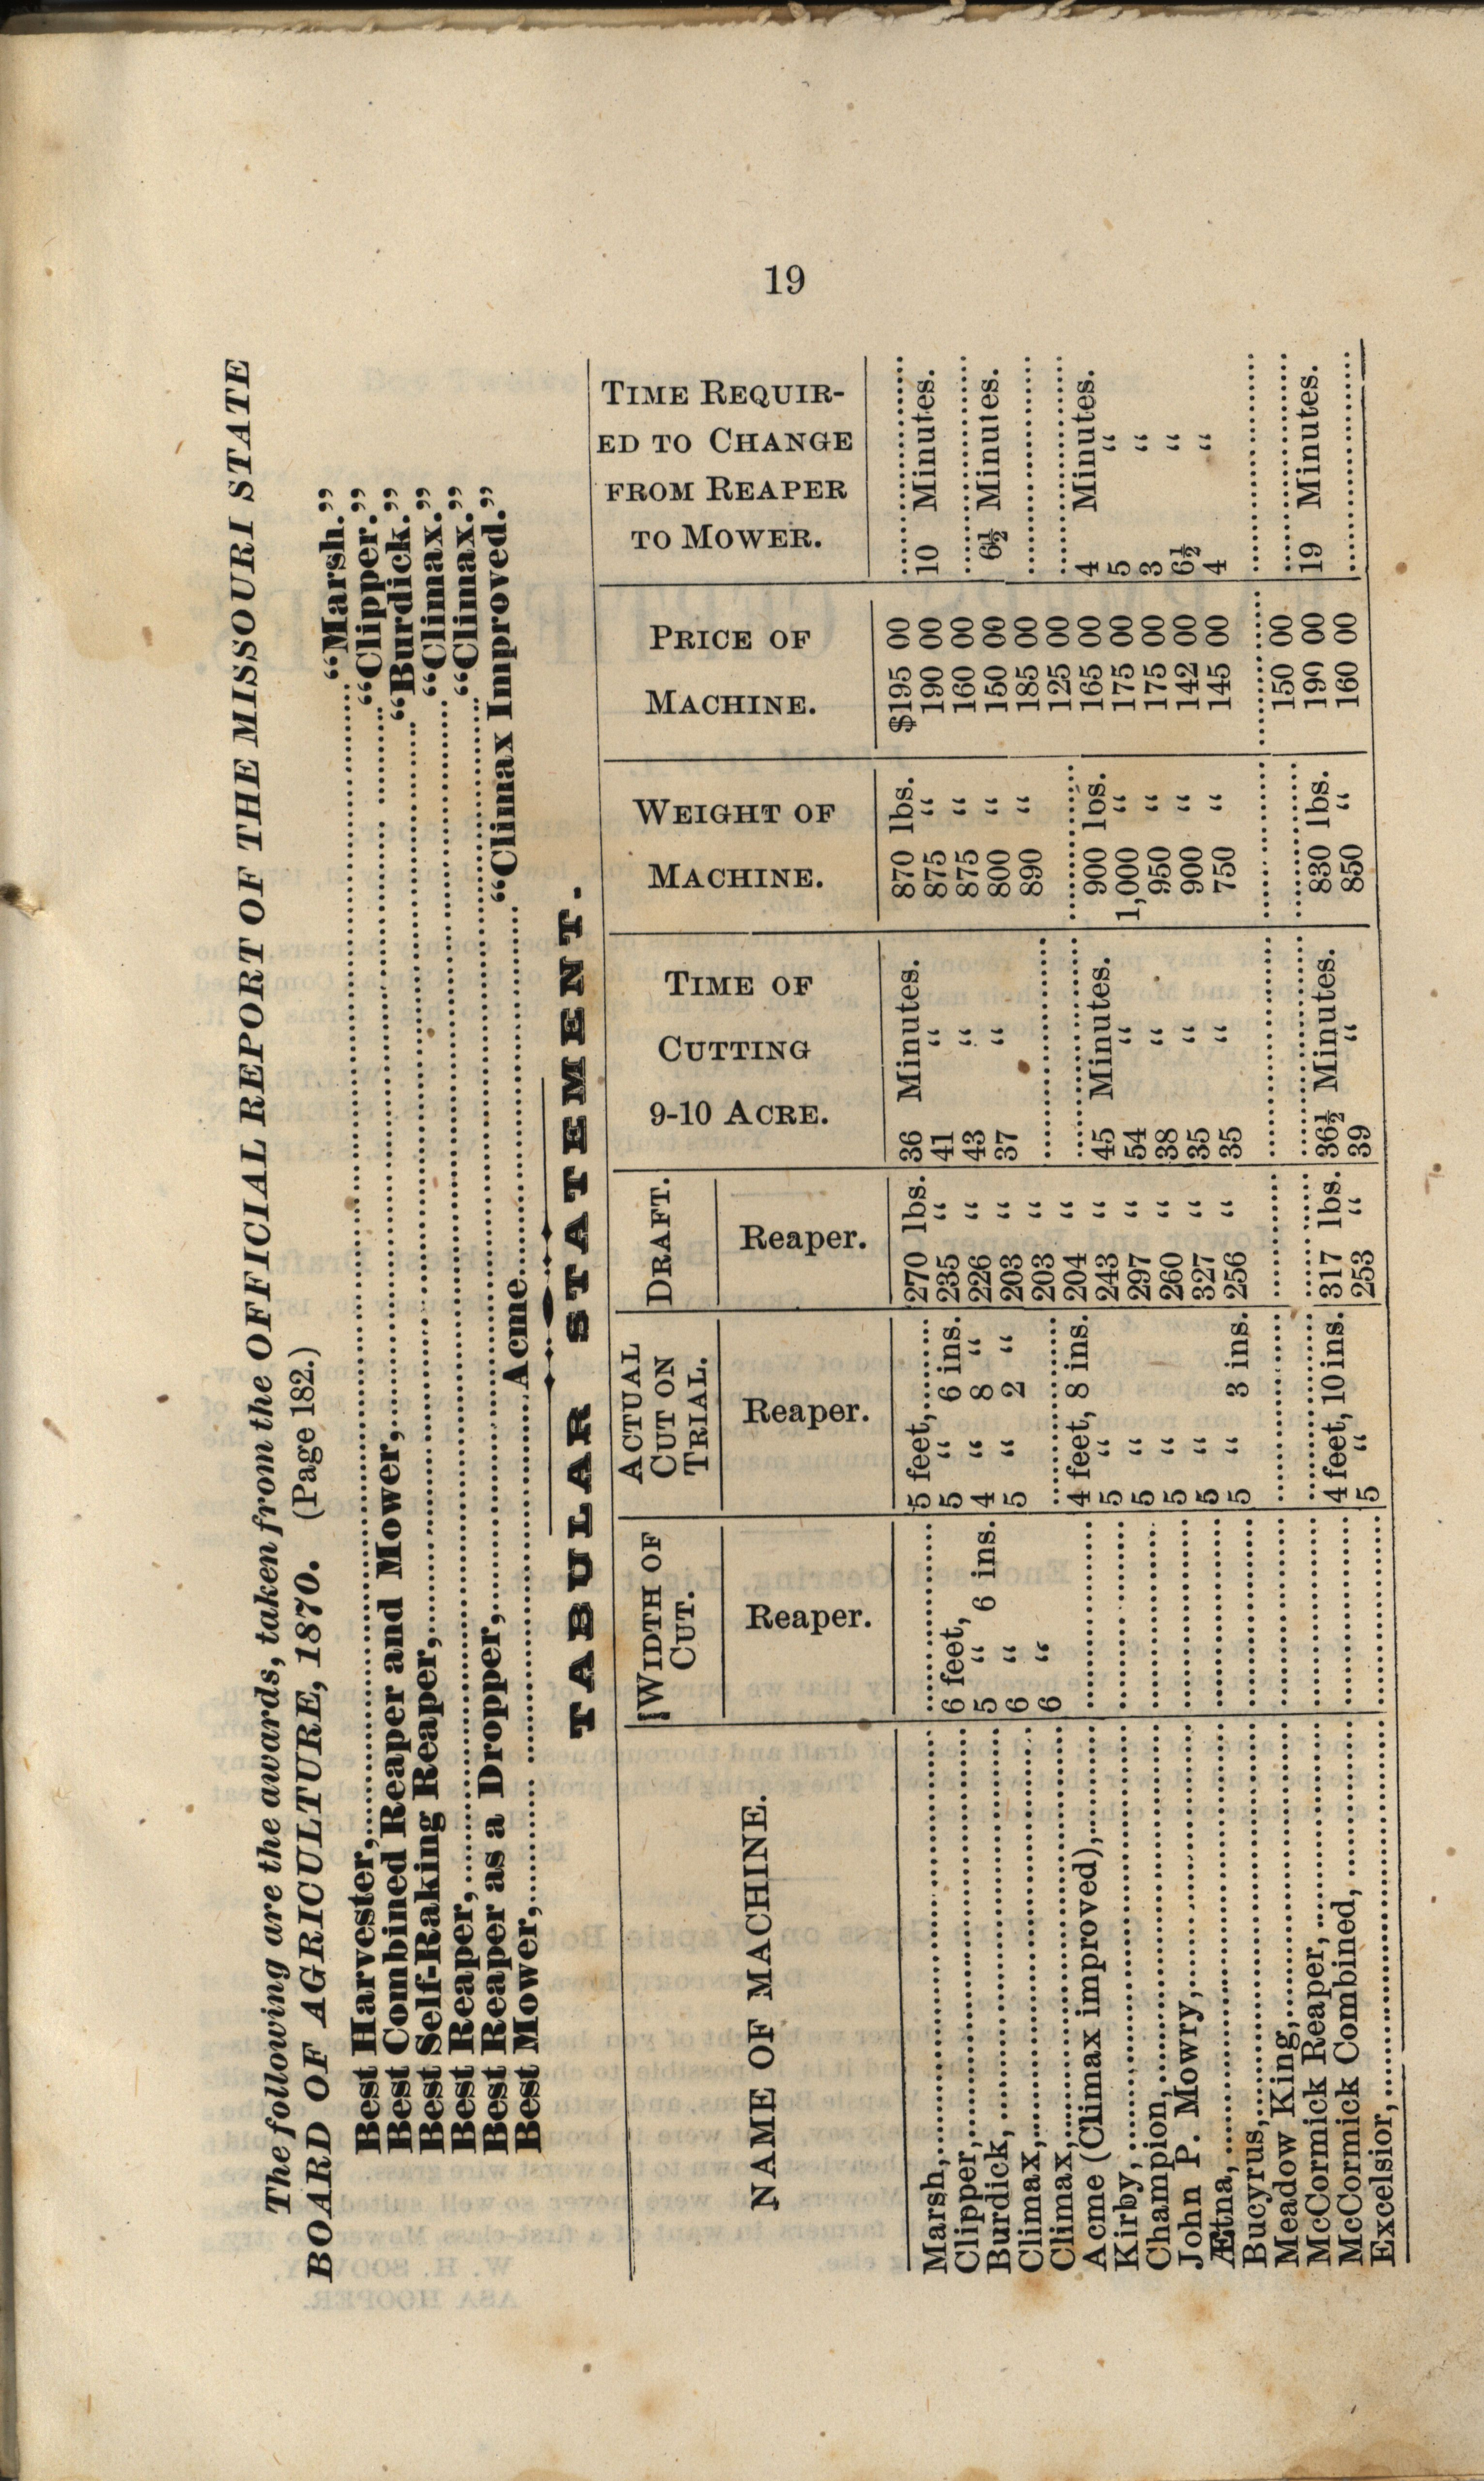 19
The following are the awards, taken from the OFFICIAL REPORT OF THE MISSOURI STATE
BOARD OF AGRICULTURE, 1870. (Page 182.)
Best Harvester,........“Marsh.”
Best Combined Reaper and Mower,........“Clipper.”
Best Self-Raking Reaper,........“Burdick.”
Best Reaper,........“Climax.”
Best Reaper as a Dropper,........“Climax.”
Best Mower,........Acme........“Climax Improved.”
TABULAR STATEMENT.
NAME OF MACHINE. | WIDTH OF CUT. Reaper. | ACTUAL CUT ON TRIAL. Reaper. | DRAFT. Reaper. | TIME OF CUTTING 9-10 ACRE. | WEIGHT OF MACHINE. | PRICE OF MACHINE. | TIME REQUIRED TO CHANGE FROM REAPER TO MOWER.
Marsh,........ ........ 5 feet,........ 270 lbs. 36 Minutes. 870 lbs. $195 00 ........
Clipper,........ 6 feet, 5 “ 6 ins. 235 “ 41 “ 875 “ 190 00 10 Minutes.
Burdick,........ 5 “ 6 ins. 4 “ 8 “ 226 “ 43 “ 875 “ 160 00 ........
Climax,........ 6 “ 5 “ 2 “ 203 “ 37 “ 800 “ 150 00 6½ Minutes.
Climax,........ 6 “ ........ 203 “ ........ 890 “ 185 00 ........
Acme (Climax improved),........ ........ 4 feet, 8 ins. 204 “ ........ ........ 125 00 ........
Kirby,........ ........ 5 “ 243 “ 45 Minutes. 900 lbs. 165 00 4 Minutes.
Champion,........ ........ 5 “ 297 “ 54 “ 1,000 “ 175 00 5 “
John P. Mowry,........ ........ 5 “ 260 “ 38 “ 950 “ 175 00 3 “
Ætna,........ ........ 5 “ 327 “ 35 “ 900 “ 142 00 6½ “
Bucyrus,........ ........ 5 “ 3 ins. 256 “ 35 “ 750 “ 145 00 4 “
Meadow King,........ ........ ........ ........ ........ ........ ........ ........
McCormick Reaper,........ ........ ........ ........ ........ ........ 150 00 ........
McCormick Combined,........ ........ 4 feet, 10 ins. 317 lbs. 36½ Minutes. 830 lbs. 190 00 19 Minutes.
Excelsior,........ ........ 5 “ 253 “ 39 “ 850 “ 160 00 ........